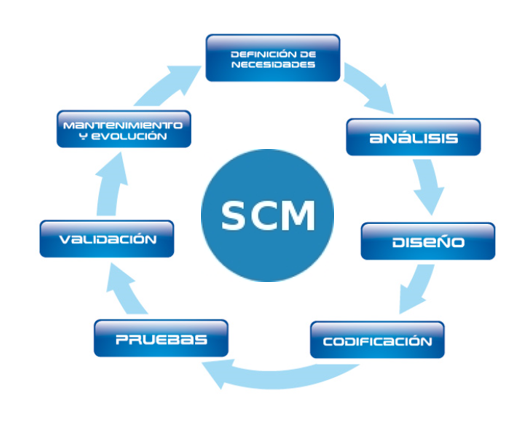 DEFINICIÓN DE
NECESIDADES
ANÁLISIS
DISEÑO
CODIFICACIÓN
PRUEBAS
VALIDACIÓN
MANTENIMIENTO
Y EVOLUCIÓN
SCM